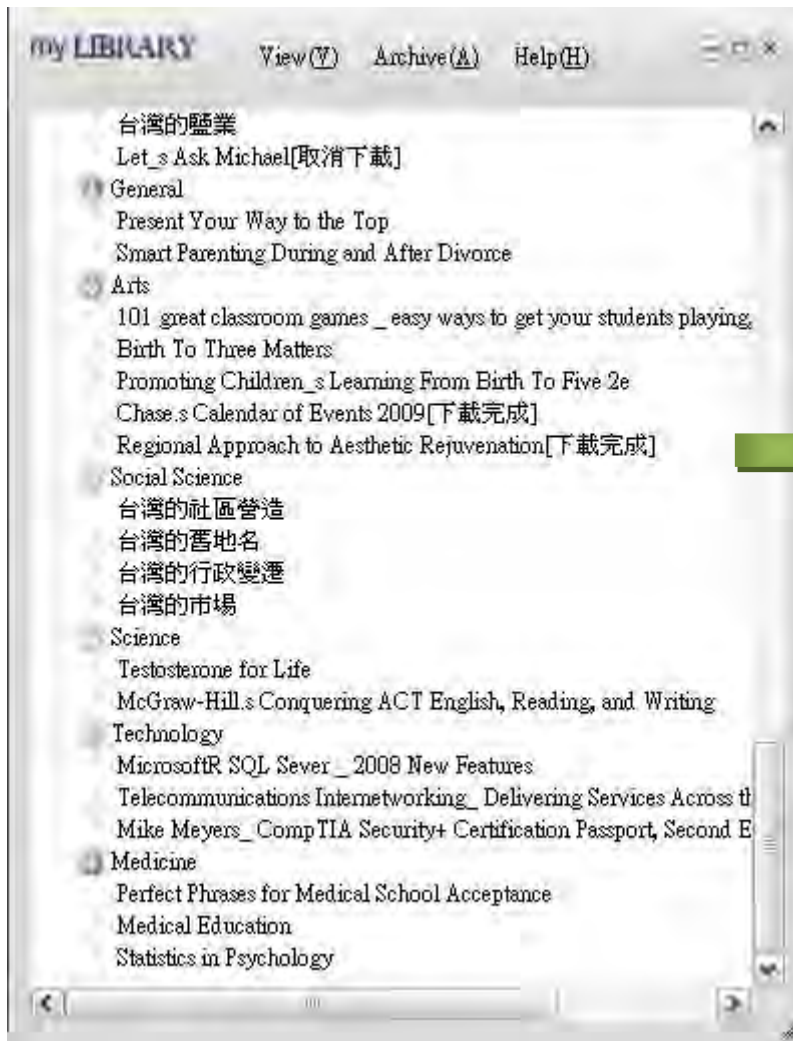 my LIBRARY View(V) Archive(A) Help(H)
台灣的鹽業
Let_s Ask Michael[取消下載]
General
Present Your Way to the Top
Smart Parenting During and After Divorce
Arts
101 great classroom games _ easy ways to get your students playing,
Birth To Three Matters
Promoting Children_s Learning From Birth To Five 2e
Chase.s Calendar of Events 2009[下載完成]
Regional Approach to Aesthetic Rejuvenation[下載完成]
Social Science
台灣的社區營造
台灣的舊地名
台灣的行政變遷
台灣的市場
Science
Testosterone for Life
McGraw-Hill.s Conquering ACT English, Reading, and Writing
Technology
MicrosoftR SQL Sever _ 2008 New Features
Telecommunications Internetworking_ Delivering Services Across th
Mike Meyers_ CompTIA Security+ Certification Passport, Second E
Medicine
Perfect Phrases for Medical School Acceptance
Medical Education
Statistics in Psychology